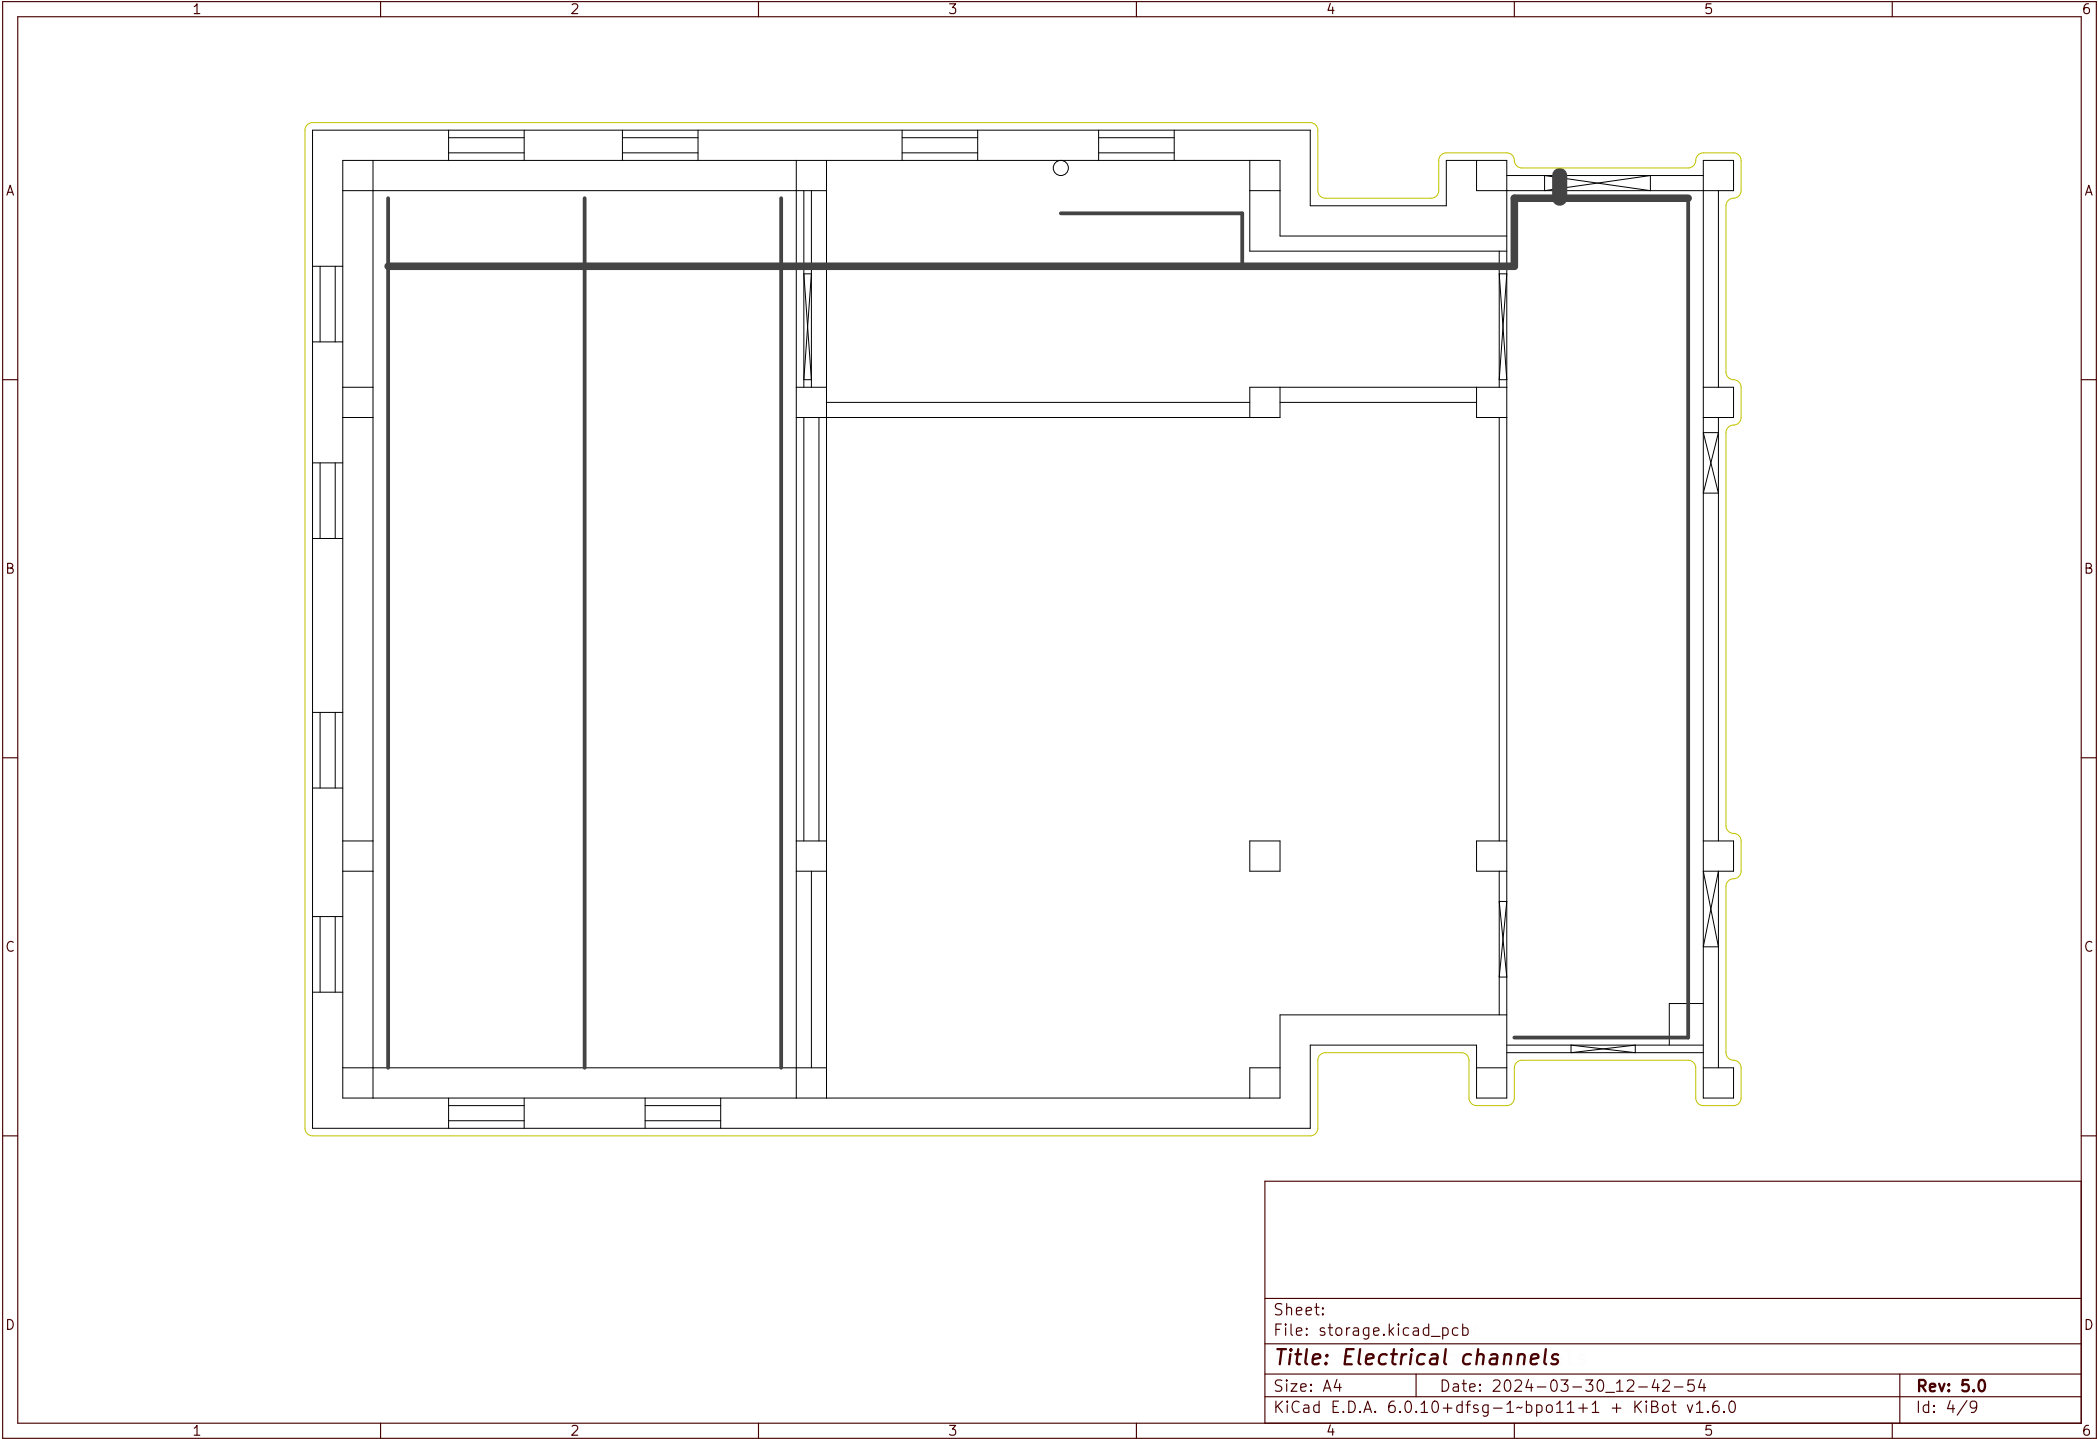 1 2 3 4 5 6
A A
B B
C C
D D
Sheet:
File: storage.kicad_pcb
Title: Electrical channels
Size: A4 Date: 2024-03-30_12-42-54 Rev: 5.0
KiCad E.D.A. 6.0.10+dfsg-1~bpo11+1 + KiBot v1.6.0 Id: 4/9
1 2 3 4 5 6